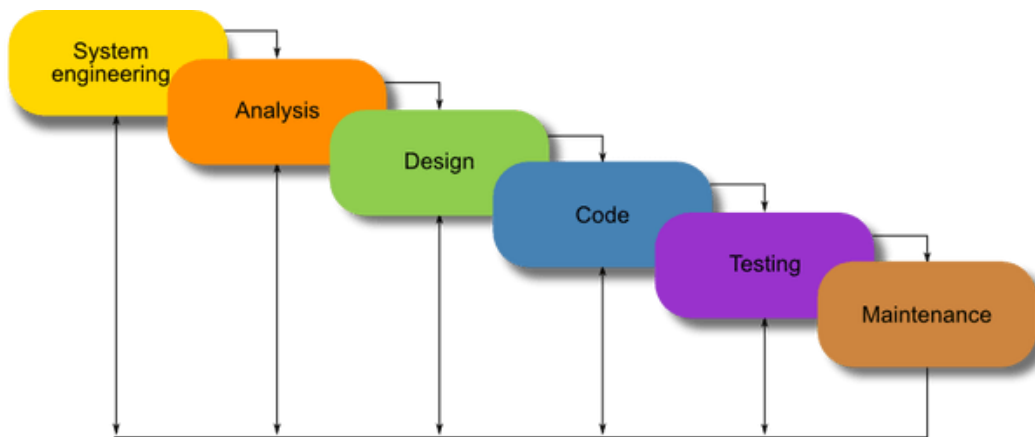 System
engineering
Analysis
Design
Code
Testing
Maintenance